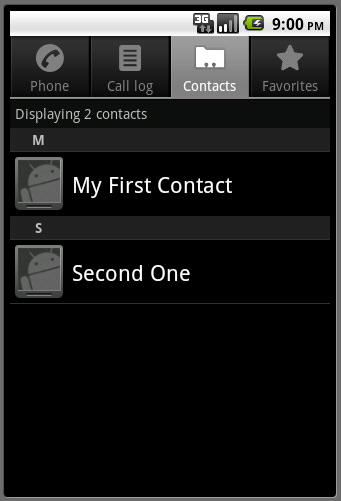 3G 9:00 PM
Phone Call log Contacts Favorites
Displaying 2 contacts
M
My First Contact
S
Second One